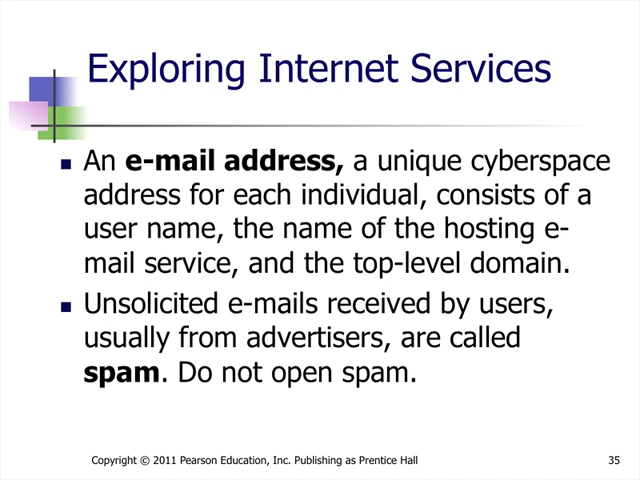 Exploring Internet Services
An e-mail address, a unique cyberspace
address for each individual, consists of a
user name, the name of the hosting e-
mail service, and the top-level domain.
Unsolicited e-mails received by users,
usually from advertisers, are called
spam. Do not open spam.
Copyright © 2011 Pearson Education, Inc. Publishing as Prentice Hall
35